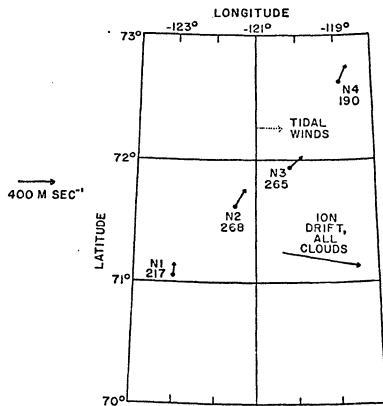 LONGITUDE
-123° -121° -119°
73°
N4
190
TIDAL
WINDS
72°
N3
265
400 M SEC⁻¹
N2
268
ION
DRIFT,
ALL
CLOUDS
LATITUDE
N1
217
71°
70°